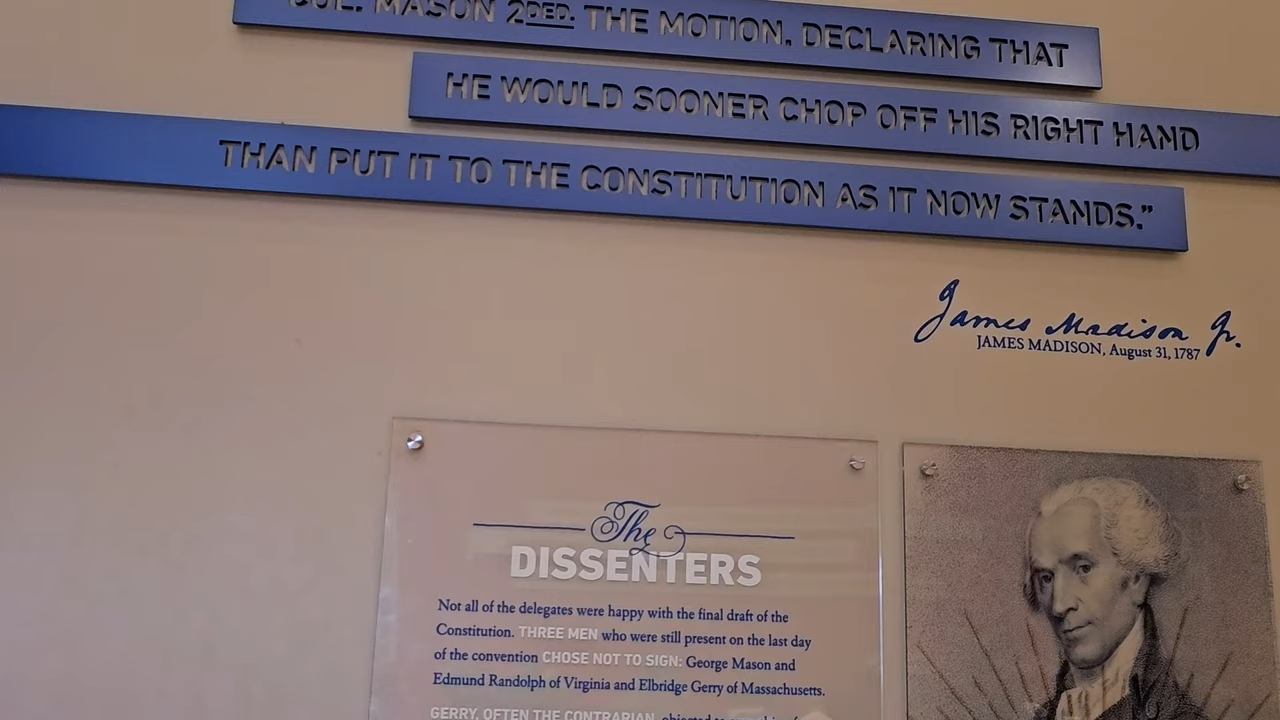 COL. MASON 2DED. THE MOTION, DECLARING THAT
HE WOULD SOONER CHOP OFF HIS RIGHT HAND
THAN PUT IT TO THE CONSTITUTION AS IT NOW STANDS.”
James Madison Jr.
JAMES MADISON, August 31, 1787
The
DISSENTERS
Not all of the delegates were happy with the final draft of the
Constitution. THREE MEN who were still present on the last day
of the convention CHOSE NOT TO SIGN: George Mason and
Edmund Randolph of Virginia and Elbridge Gerry of Massachusetts.
GERRY, OFTEN THE CONTRARIAN, objected to